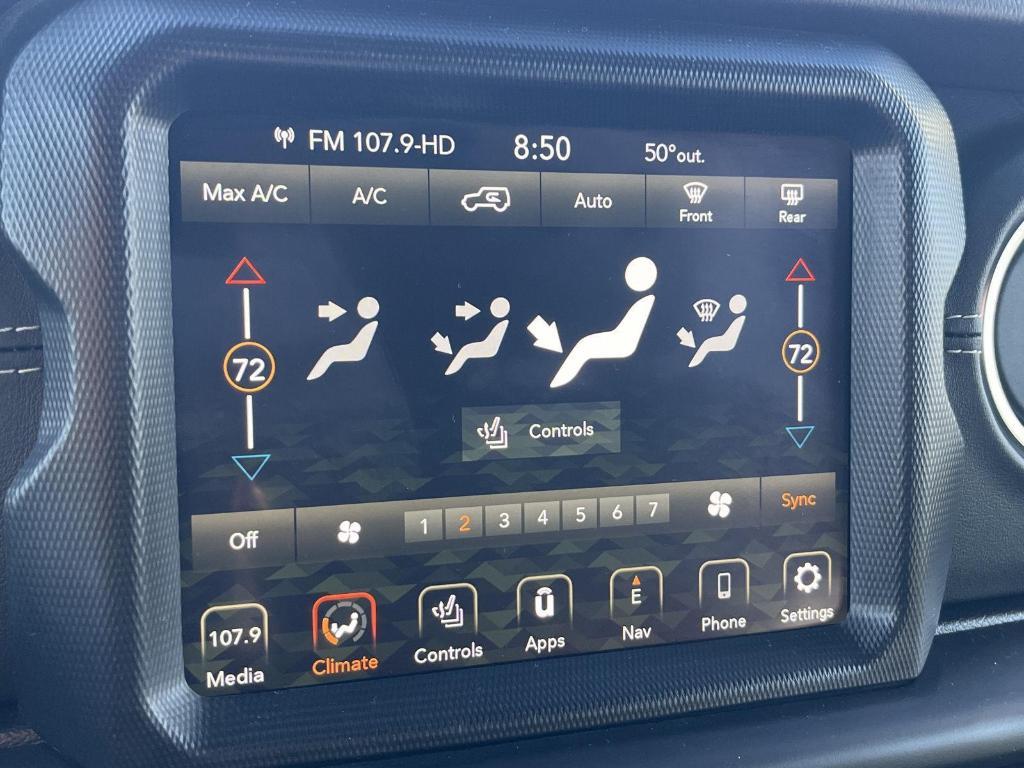 FM 107.9-HD 8:50 50°out.
Max A/C A/C Auto Front Rear
72 72
Controls
Off 1 2 3 4 5 6 7 Sync
107.9 u E
Media Climate Controls Apps Nav Phone Settings